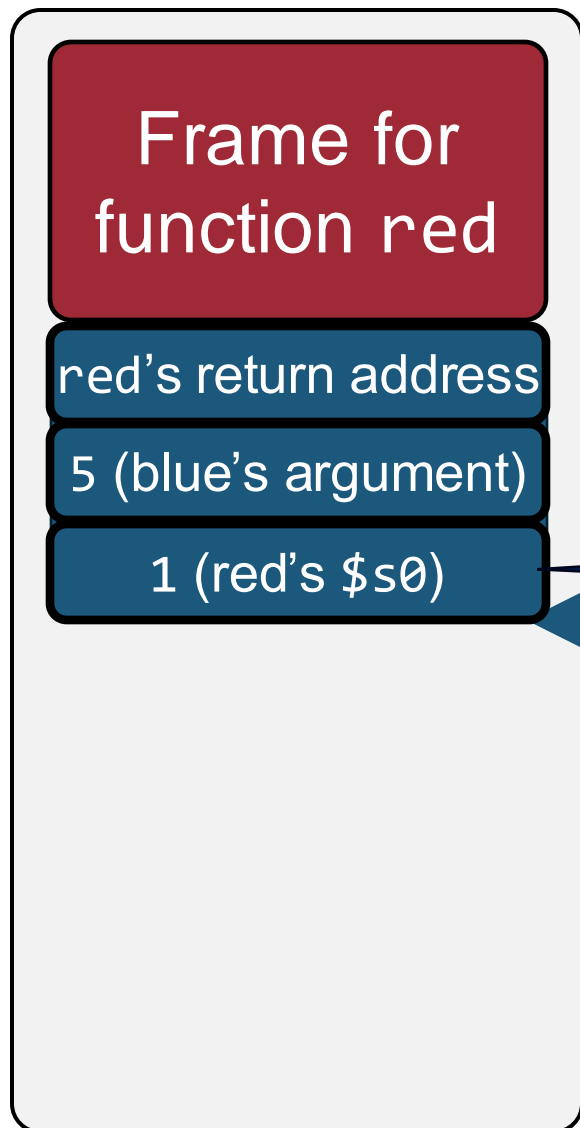 Frame for
function red
red’s return address
5 (blue’s argument)
1 (red’s $s0)